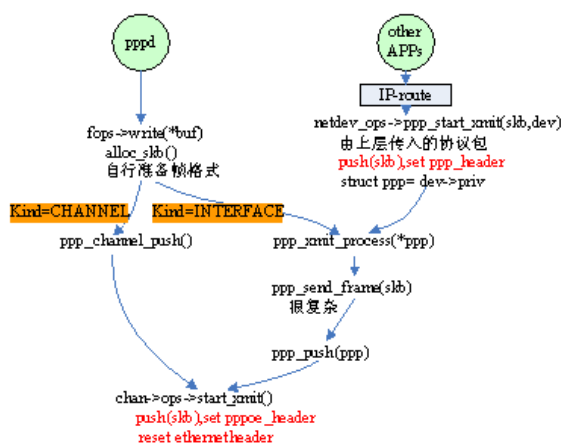 pppd
other
APPs
IP-route
fops->write(*buf)
alloc_skb()
自行准备帧格式
netdev_ops->ppp_start_xmit(skb,dev)
由上层传入的协议包
push(skb),set ppp_header
struct ppp= dev->priv
Kind=CHANNEL
Kind=INTERFACE
ppp_channel_push()
ppp_xmit_process(*ppp)
ppp_send_frame(skb)
很复杂
ppp_push(ppp)
chan->ops->start_xmit()
push(skb),set pppoe_header
reset ethernetheader